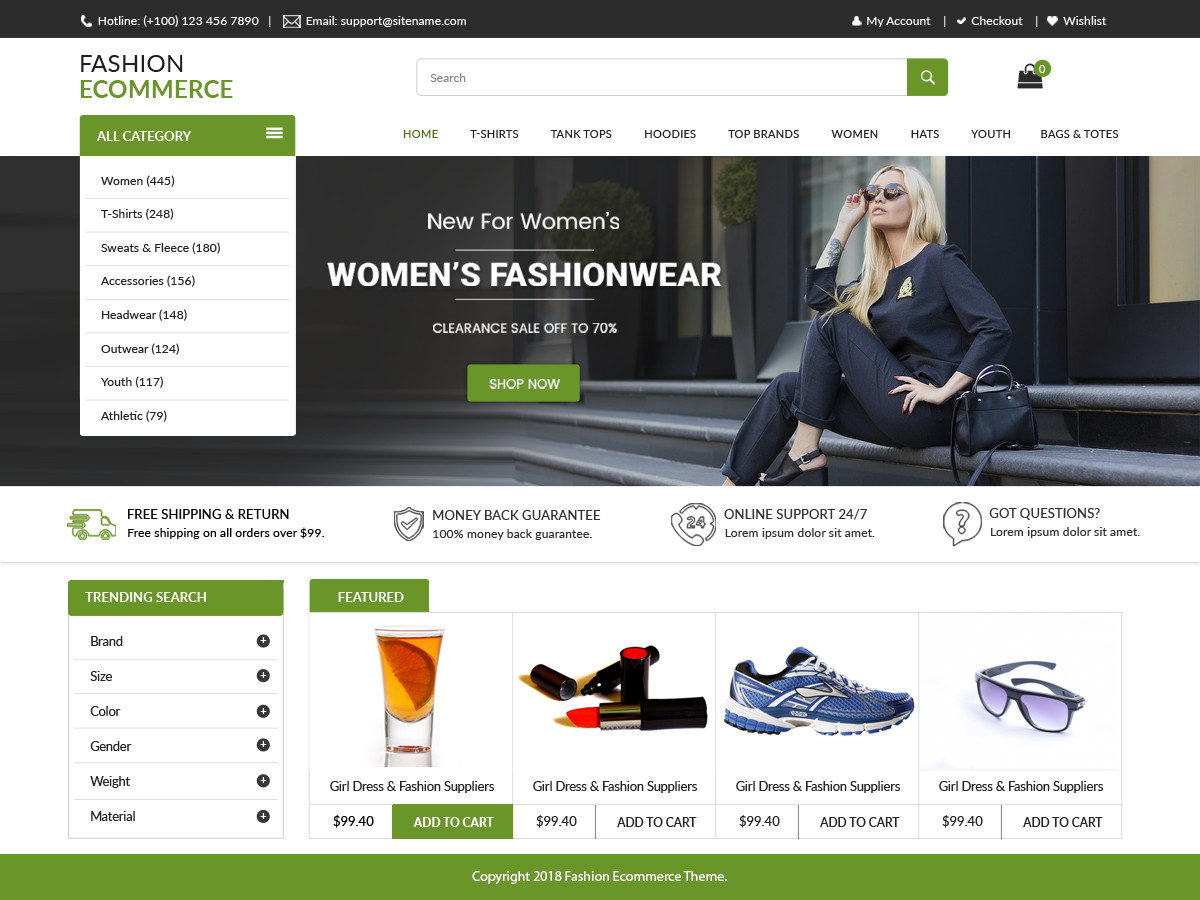 Hotline: (+100) 123 456 7890 | Email: support@sitename.com
My Account | Checkout | Wishlist
FASHION
ECOMMERCE
Search
0
ALL CATEGORY
HOME T-SHIRTS TANK TOPS HOODIES TOP BRANDS WOMEN HATS YOUTH BAGS & TOTES
Women (445)
T-Shirts (248)
Sweats & Fleece (180)
Accessories (156)
Headwear (148)
Outwear (124)
Youth (117)
Athletic (79)
New For Women's
WOMEN'S FASHIONWEAR
CLEARANCE SALE OFF TO 70%
SHOP NOW
FREE SHIPPING & RETURN
Free shipping on all orders over $99.
MONEY BACK GUARANTEE
100% money back guarantee.
24
ONLINE SUPPORT 24/7
Lorem ipsum dolor sit amet.
?
GOT QUESTIONS?
Lorem ipsum dolor sit amet.
TRENDING SEARCH
Brand
Size
Color
Gender
Weight
Material
FEATURED
Girl Dress & Fashion Suppliers
$99.40 ADD TO CART
Girl Dress & Fashion Suppliers
$99.40 ADD TO CART
Girl Dress & Fashion Suppliers
$99.40 ADD TO CART
Girl Dress & Fashion Suppliers
$99.40 ADD TO CART
Copyright 2018 Fashion Ecommerce Theme.